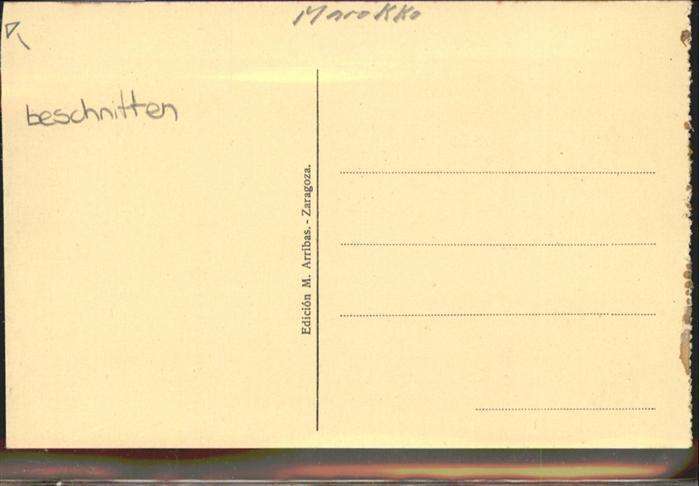 Marokko
beschnitten
Edición M. Arribas. - Zaragoza.